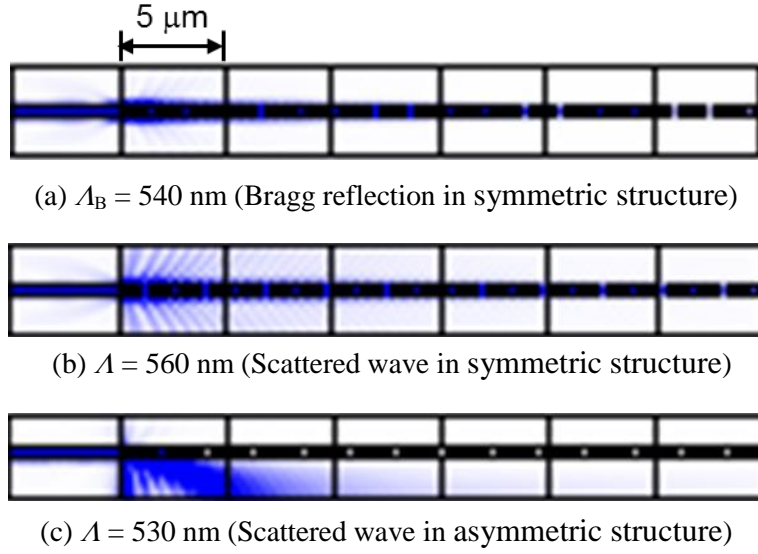 5 μm
(a) Λ_B = 540 nm (Bragg reflection in symmetric structure)
(b) Λ = 560 nm (Scattered wave in symmetric structure)
(c) Λ = 530 nm (Scattered wave in asymmetric structure)